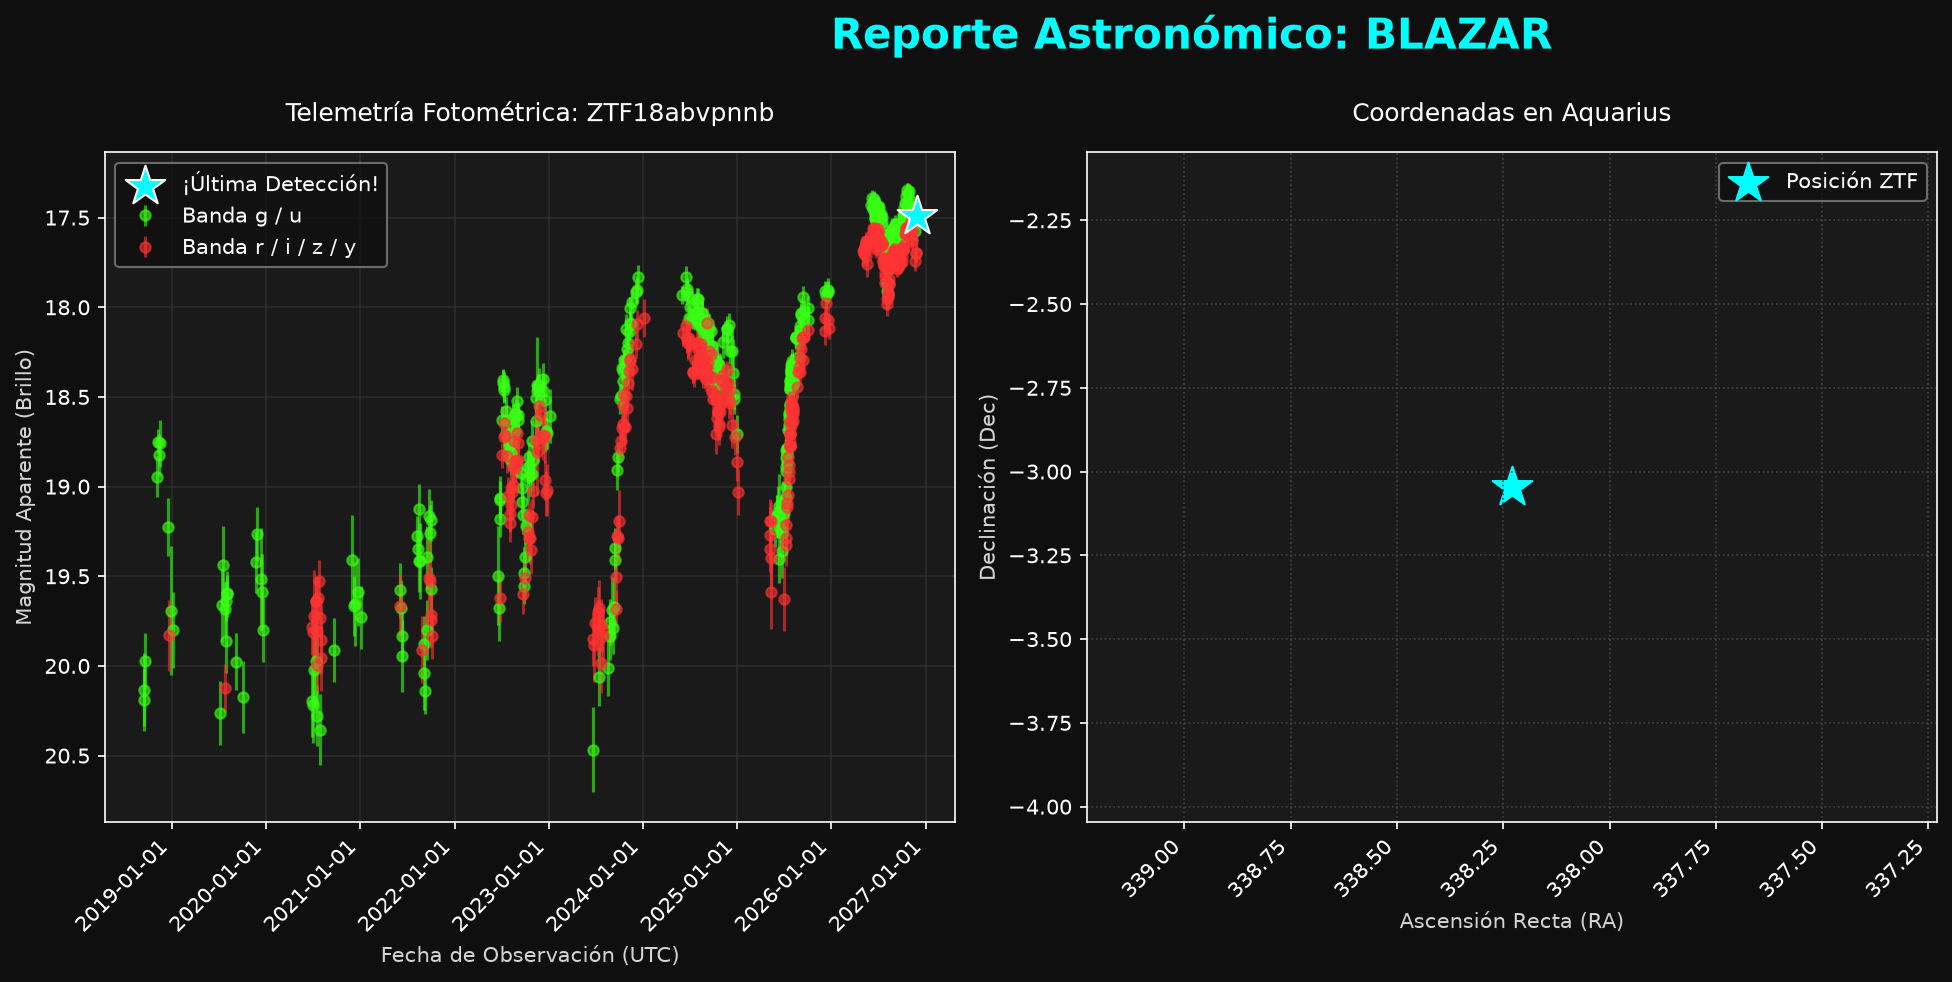 Reporte Astronómico: BLAZAR
Telemetría Fotométrica: ZTF18abvpnnb
¡Última Detección!
Banda g / u
Banda r / i / z / y
Magnitud Aparente (Brillo)
17.5
18.0
18.5
19.0
19.5
20.0
20.5
2019-01-01
2020-01-01
2021-01-01
2022-01-01
2023-01-01
2024-01-01
2025-01-01
2026-01-01
2027-01-01
Fecha de Observación (UTC)
Coordenadas en Aquarius
Posición ZTF
Declinación (Dec)
−2.25
−2.50
−2.75
−3.00
−3.25
−3.50
−3.75
−4.00
339.00
338.75
338.50
338.25
338.00
337.75
337.50
337.25
Ascensión Recta (RA)